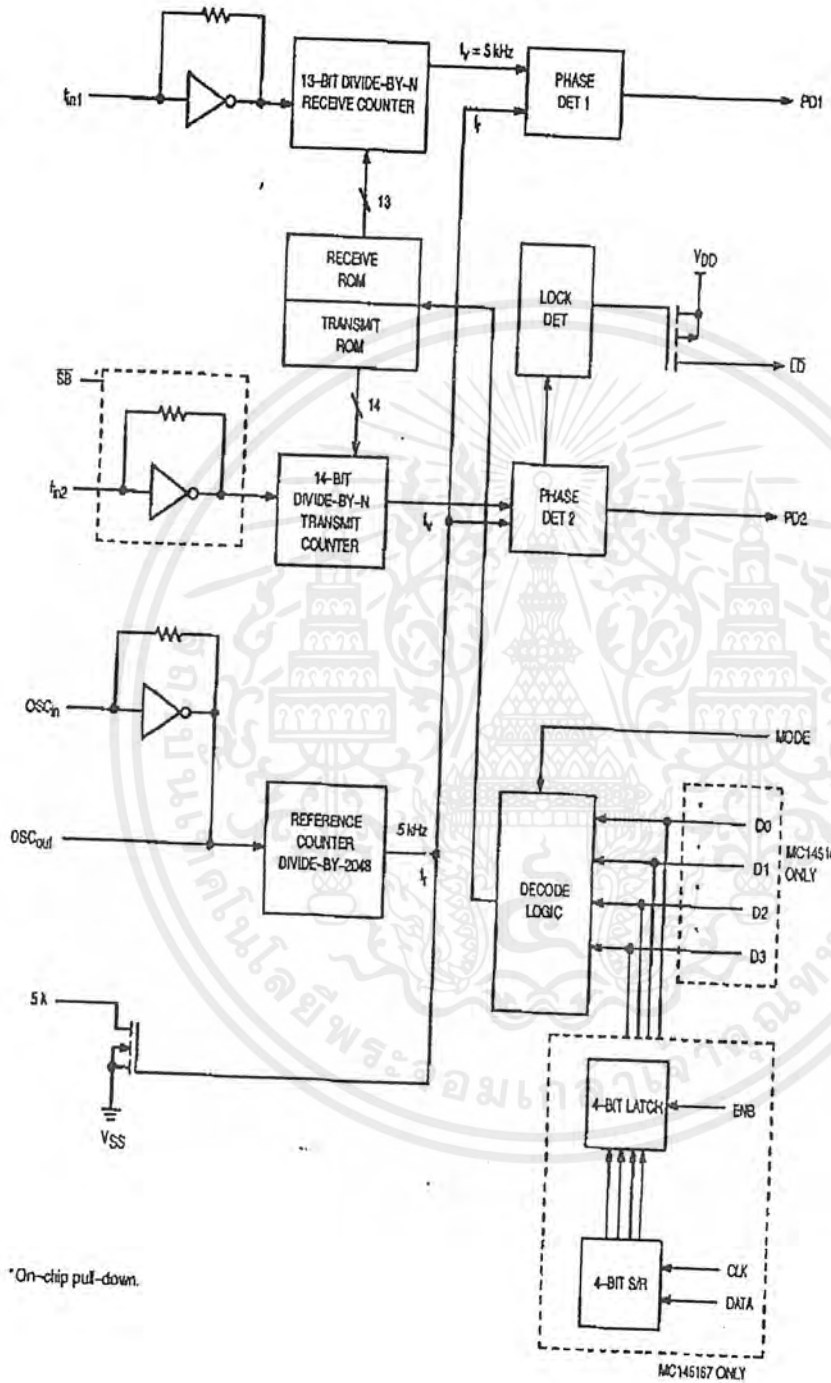 fin1
13-BIT DIVIDE-BY-N
RECEIVE COUNTER
fV = 5 kHz
PHASE
DET 1
PD1
fr
13
RECEIVE
ROM
TRANSMIT
ROM
LOCK
DET
VDD
LD
SB
14
fin2
14-BIT
DIVIDE-BY-N
TRANSMIT
COUNTER
fV
PHASE
DET 2
PD2
OSCin
OSCout
REFERENCE
COUNTER
DIVIDE-BY-2048
5 kHz
fr
MODE
DECODE
LOGIC
* D0
* D1
* D2
* D3
ONLY
5 k
VSS
4-BIT LATCH
ENB
4-BIT S/R
CLK
DATA
*On-chip pull-down.
MC145167 ONLY